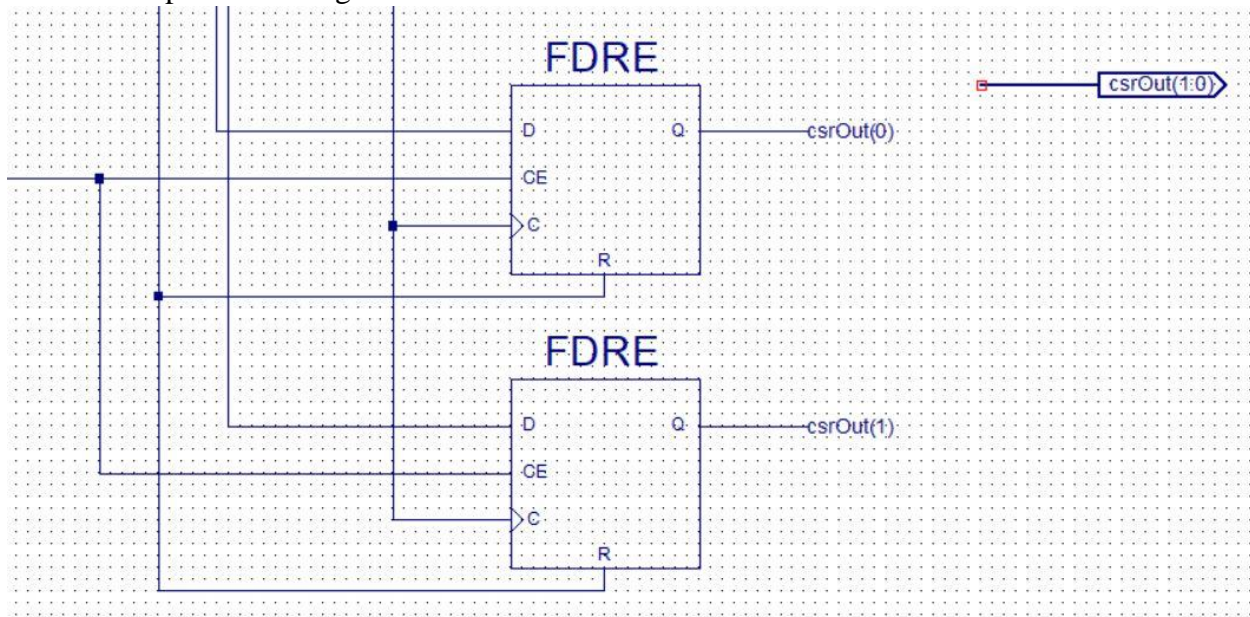 FDRE
csrOut(1:0)
D
Q
csrOut(0)
CE
C
R
FDRE
D
Q
csrOut(1)
CE
C
R